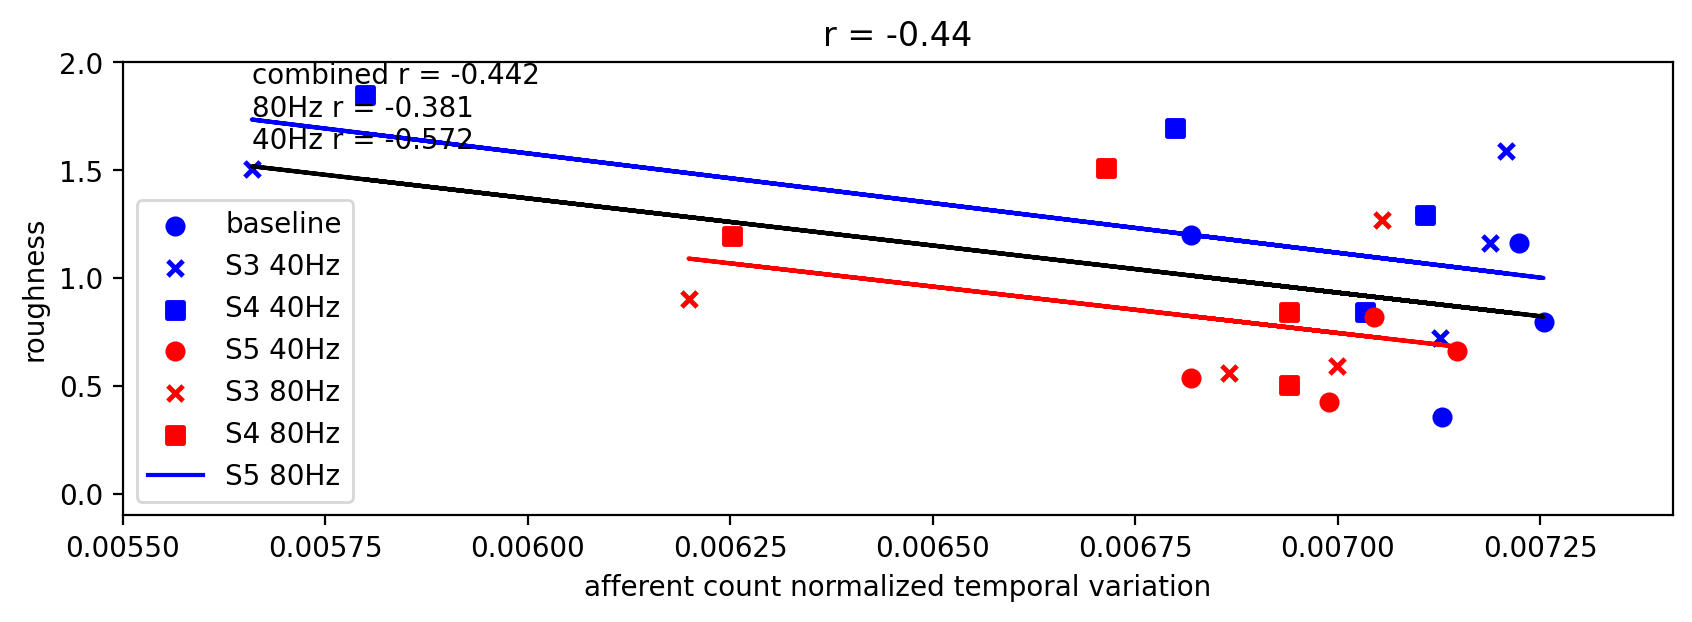 r = -0.44
combined r = -0.442
80Hz r = -0.381
40Hz r = -0.572
baseline
S3 40Hz
S4 40Hz
S5 40Hz
S3 80Hz
S4 80Hz
S5 80Hz
2.0
1.5
1.0
0.5
0.0
roughness
0.00550 0.00575 0.00600 0.00625 0.00650 0.00675 0.00700 0.00725
afferent count normalized temporal variation